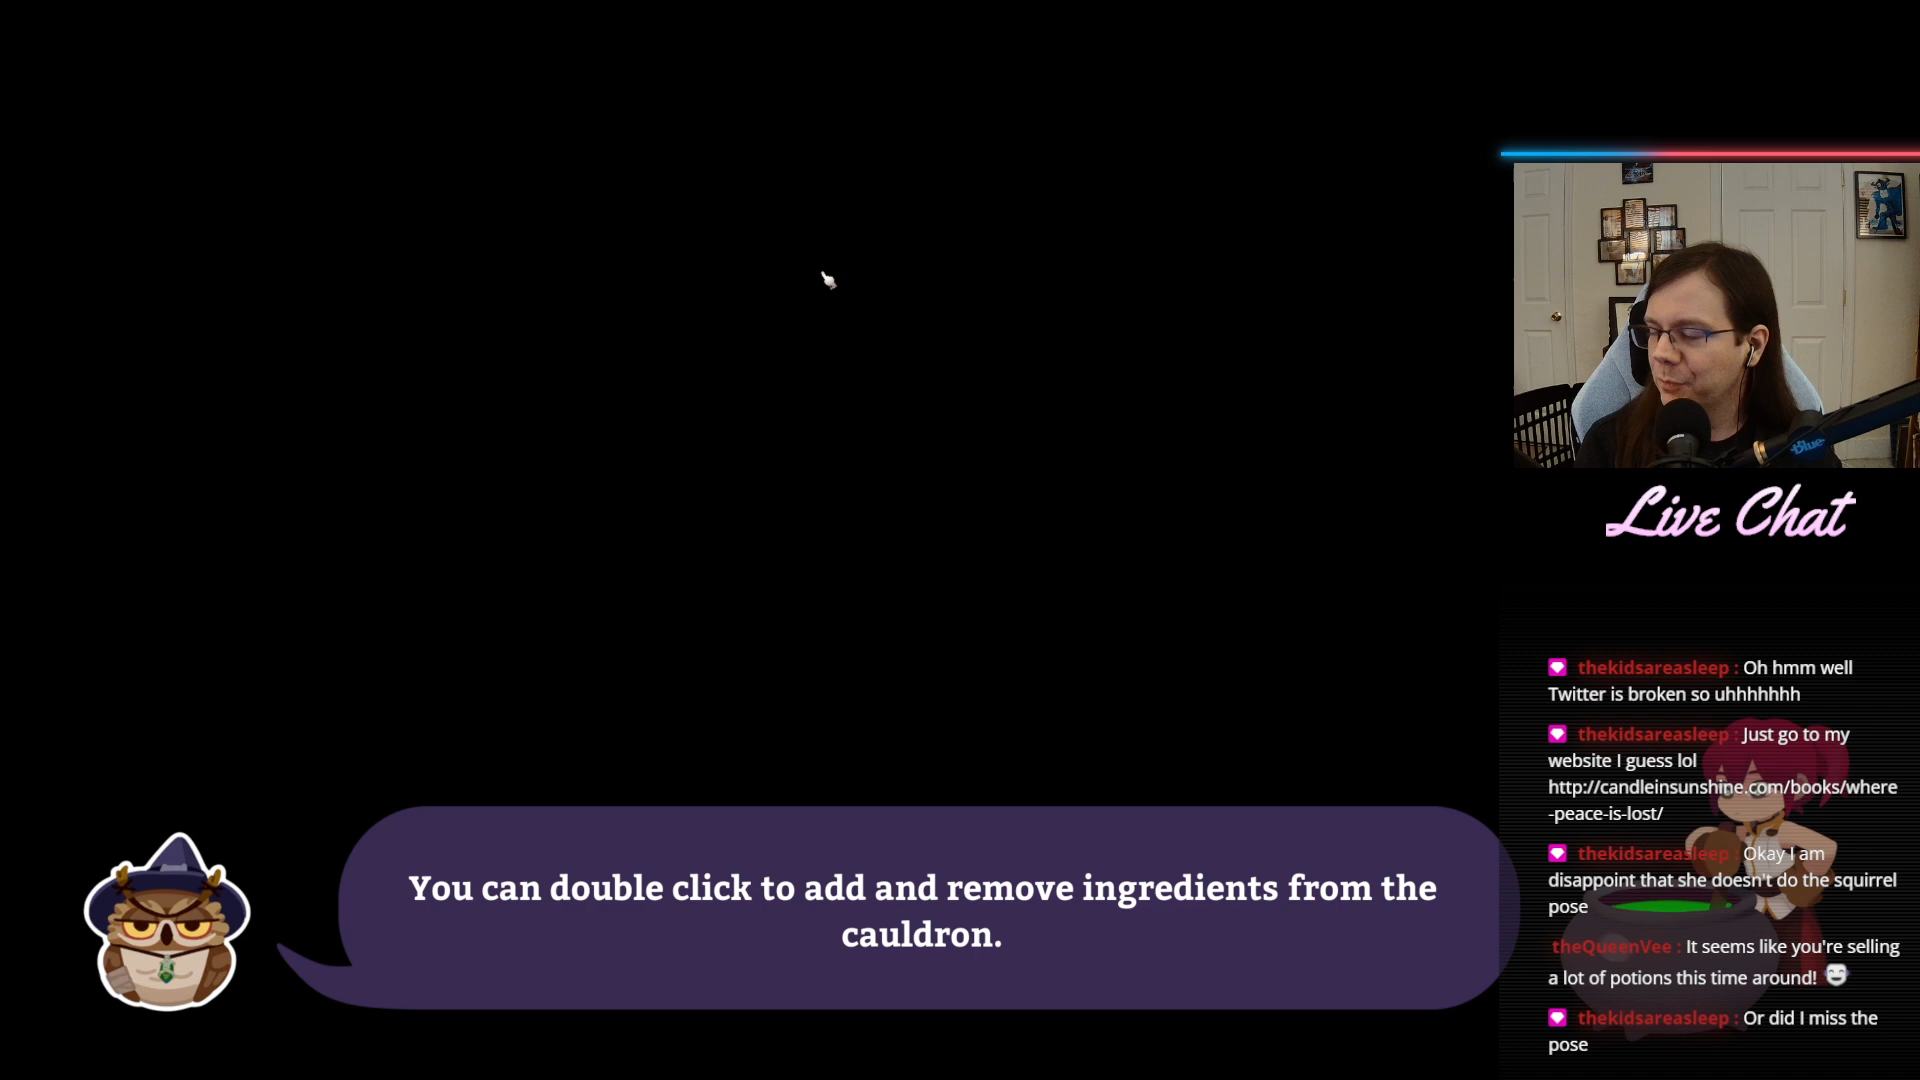 Blue
Live Chat
thekidsareasleep : Oh hmm well
Twitter is broken so uhhhhhhh
thekidsareasleep : Just go to my
website I guess lol
http://candleinsunshine.com/books/where
-peace-is-lost/
thekidsareasleep : Okay I am
disappoint that she doesn't do the squirrel
pose
theQueenVee : It seems like you're selling
a lot of potions this time around!
thekidsareasleep : Or did I miss the
pose
You can double click to add and remove ingredients from the
cauldron.